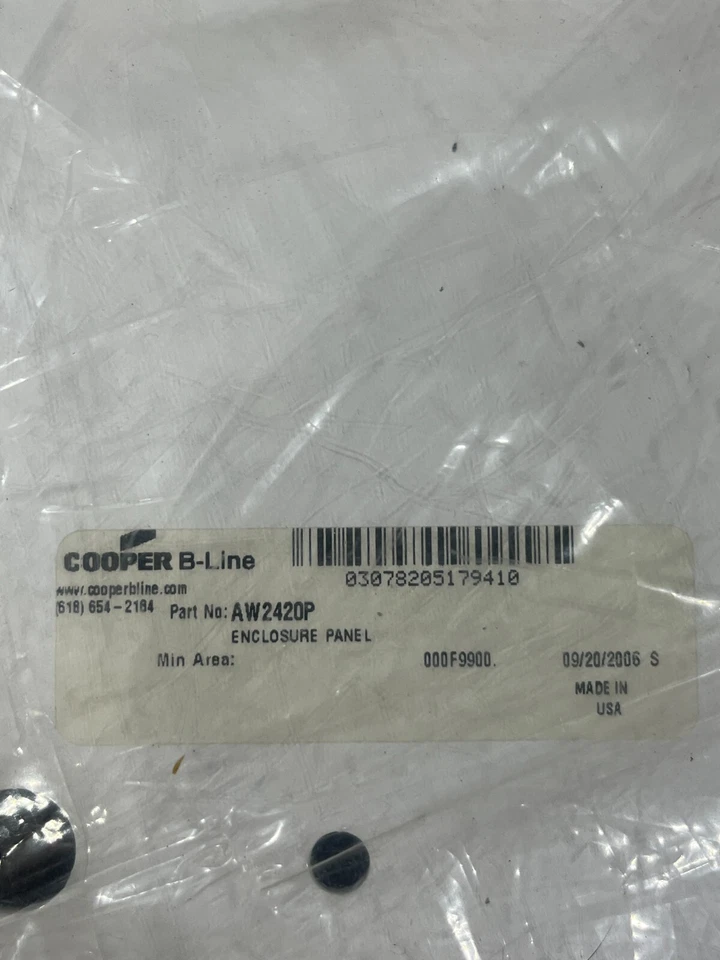 COOPER B-Line
03078205179410
www.cooperbline.com
(618) 654-2184 Part No: AW2420P
ENCLOSURE PANEL
Min Area: 000F9900. 09/20/2006 S
MADE IN
USA